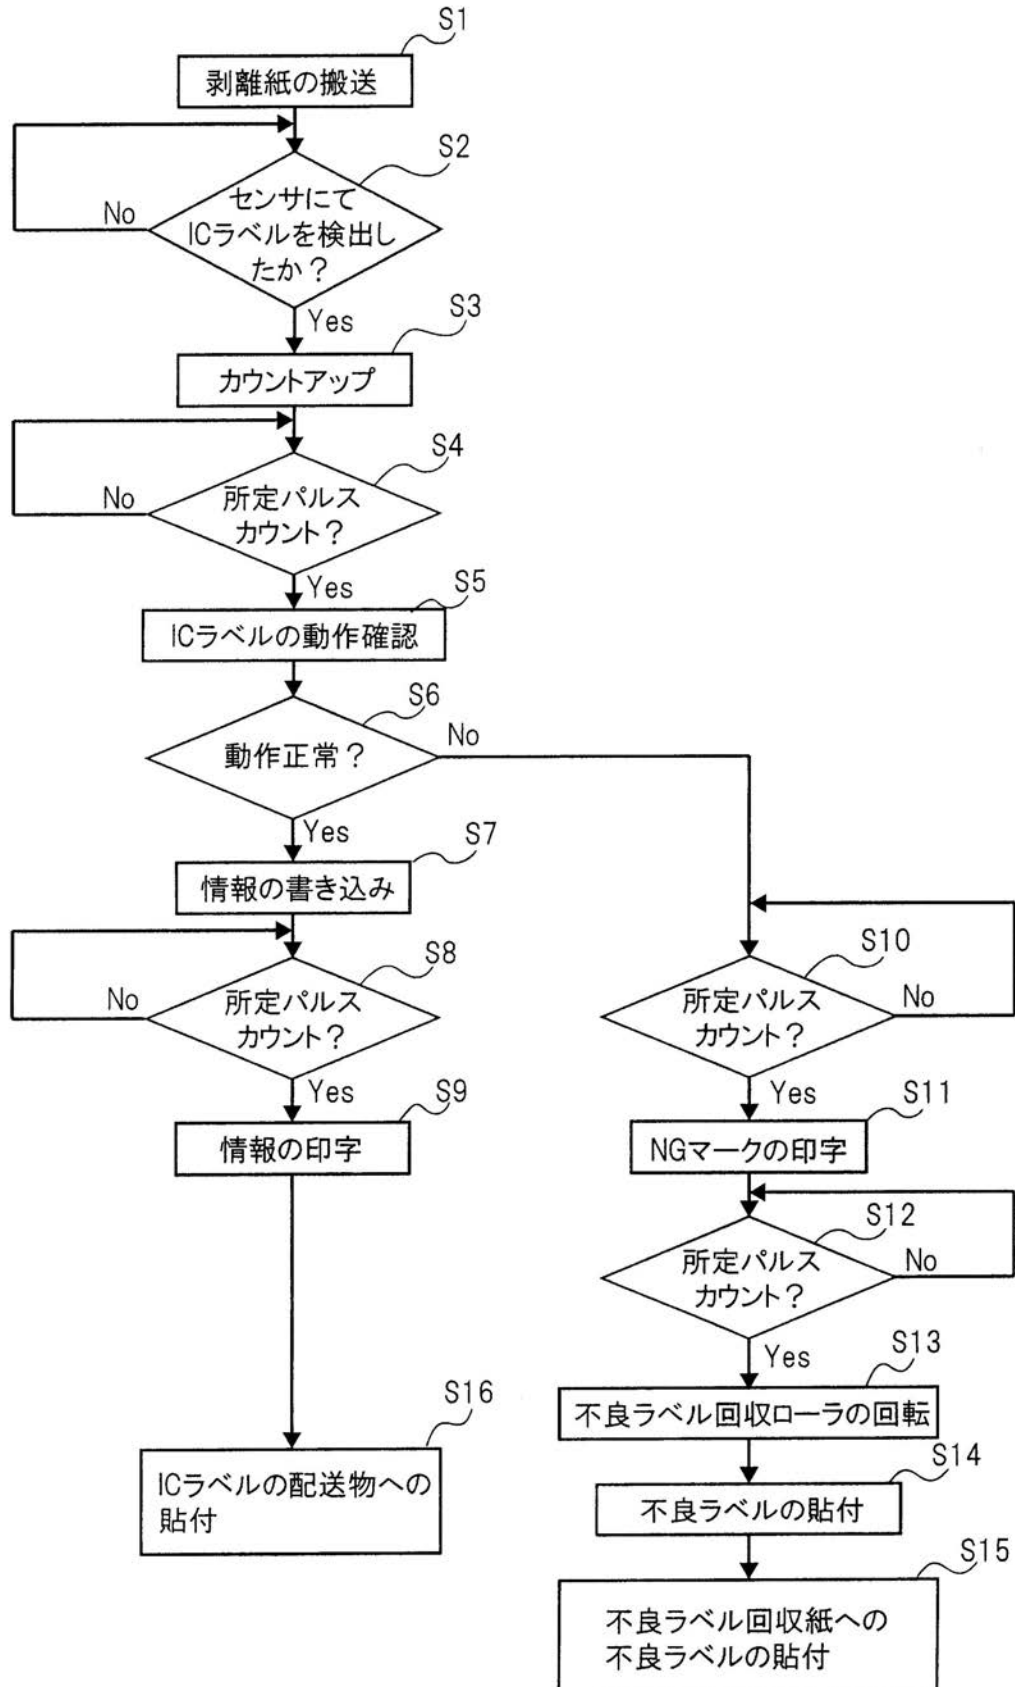 S1
剥離紙の搬送
S2
センサにて
ICラベルを検出し
たか？
No
Yes
S3
カウントアップ
S4
所定パルス
カウント？
No
Yes
S5
ICラベルの動作確認
S6
動作正常？
No
Yes
S7
情報の書き込み
S8
所定パルス
カウント？
No
Yes
S9
情報の印字
S10
所定パルス
カウント？
No
Yes
S11
NGマークの印字
S12
所定パルス
カウント？
No
Yes
S13
不良ラベル回収ローラの回転
S14
不良ラベルの貼付
S15
不良ラベル回収紙への
不良ラベルの貼付
S16
ICラベルの配送物への
貼付